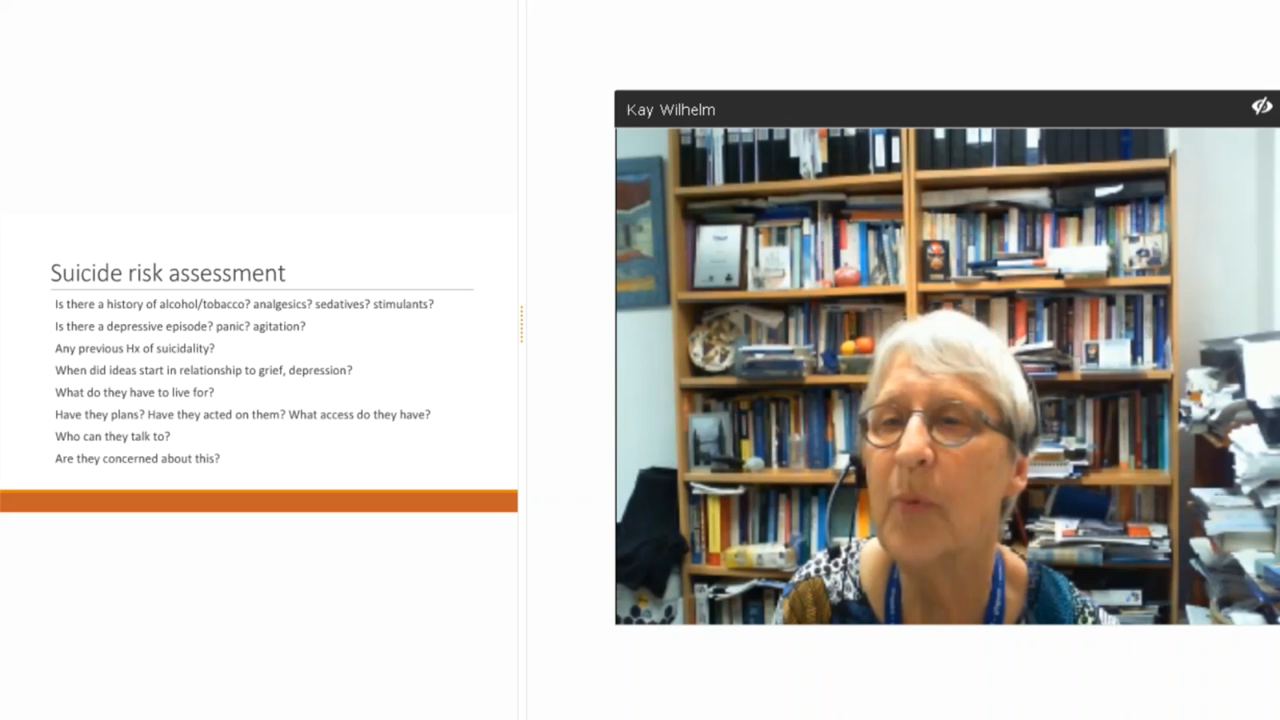 Suicide risk assessment
Is there a history of alcohol/tobacco? analgesics? sedatives? stimulants?
Is there a depressive episode? panic? agitation?
Any previous Hx of suicidality?
When did ideas start in relationship to grief, depression?
What do they have to live for?
Have they plans? Have they acted on them? What access do they have?
Who can they talk to?
Are they concerned about this?
Kay Wilhelm